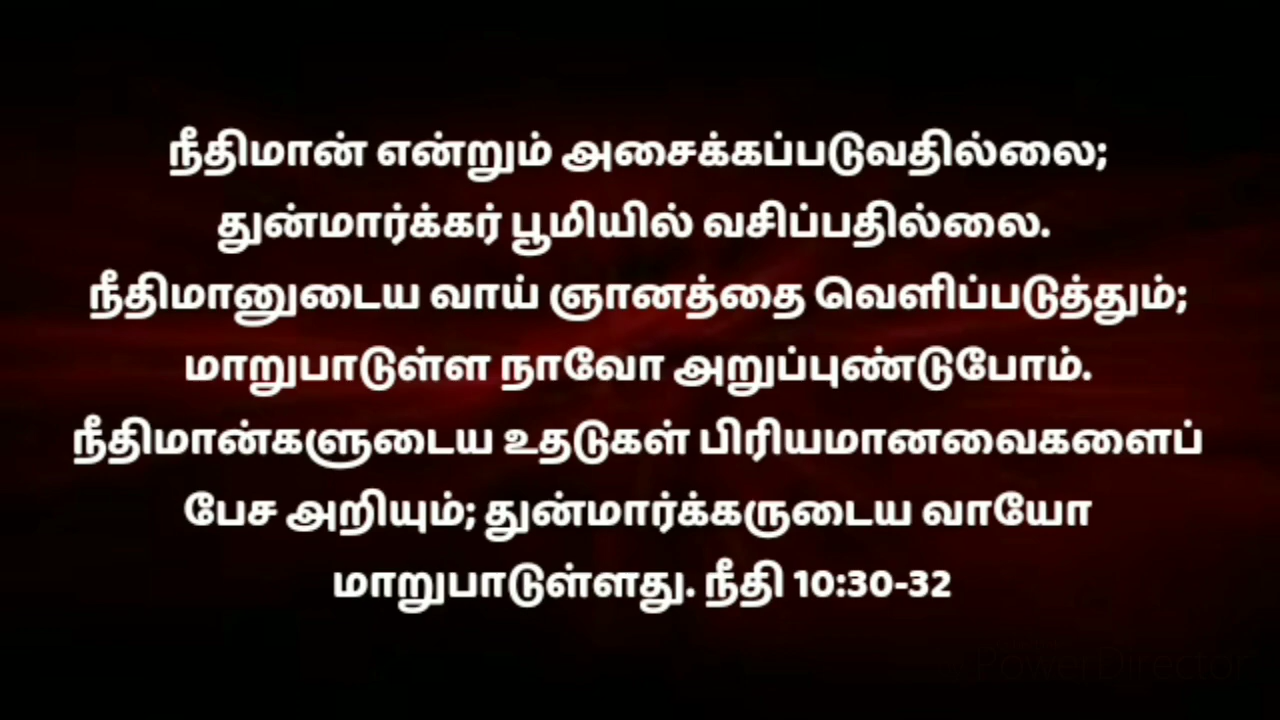 நீதிமான் என்றும் அசைக்கப்படுவதில்லை;
துன்மார்க்கர் பூமியில் வசிப்பதில்லை.
நீதிமானுடைய வாய் ஞானத்தை வெளிப்படுத்தும்;
மாறுபாடுள்ள நாவோ அறுப்புண்டுபோம்.
நீதிமான்களுடைய உதடுகள் பிரியமானவைகளைப்
பேச அறியும்; துன்மார்க்கருடைய வாயோ
மாறுபாடுள்ளது. நீதி 10:30-32
PowerDirector